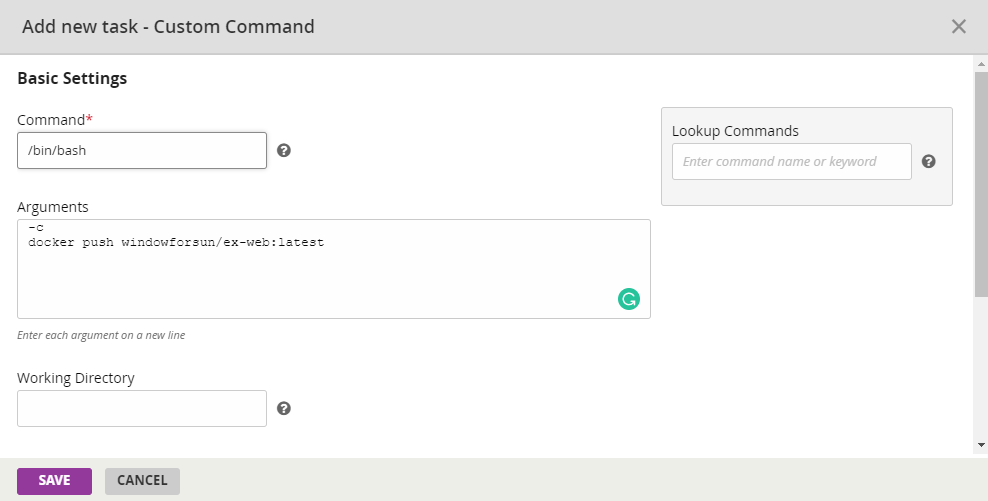 Add new task - Custom Command
Basic Settings
Command*
/bin/bash
Lookup Commands
Enter command name or keyword
Arguments
-c
docker push windowforsun/ex-web:latest
Enter each argument on a new line
Working Directory
SAVE
CANCEL